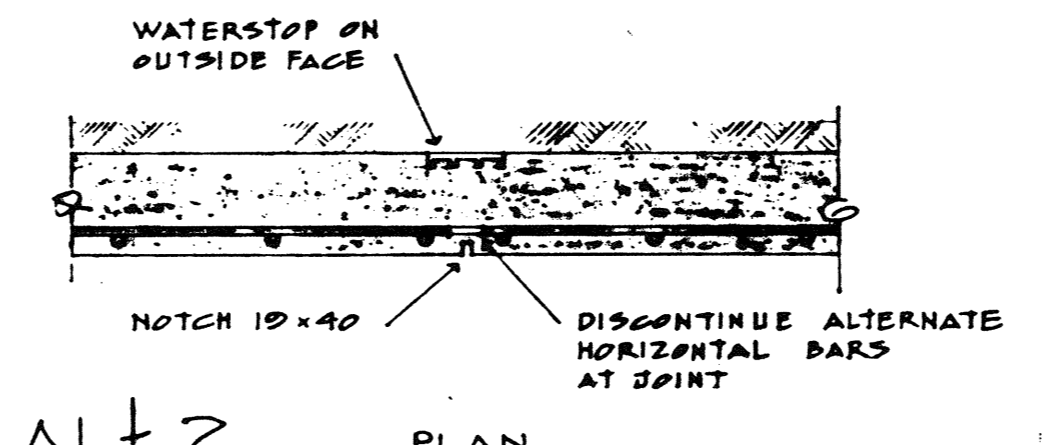 WATERSTOP ON
OUTSIDE FACE
NOTCH 19 × 40
DISCONTINUE ALTERNATE
HORIZONTAL BARS
AT JOINT
PLAN